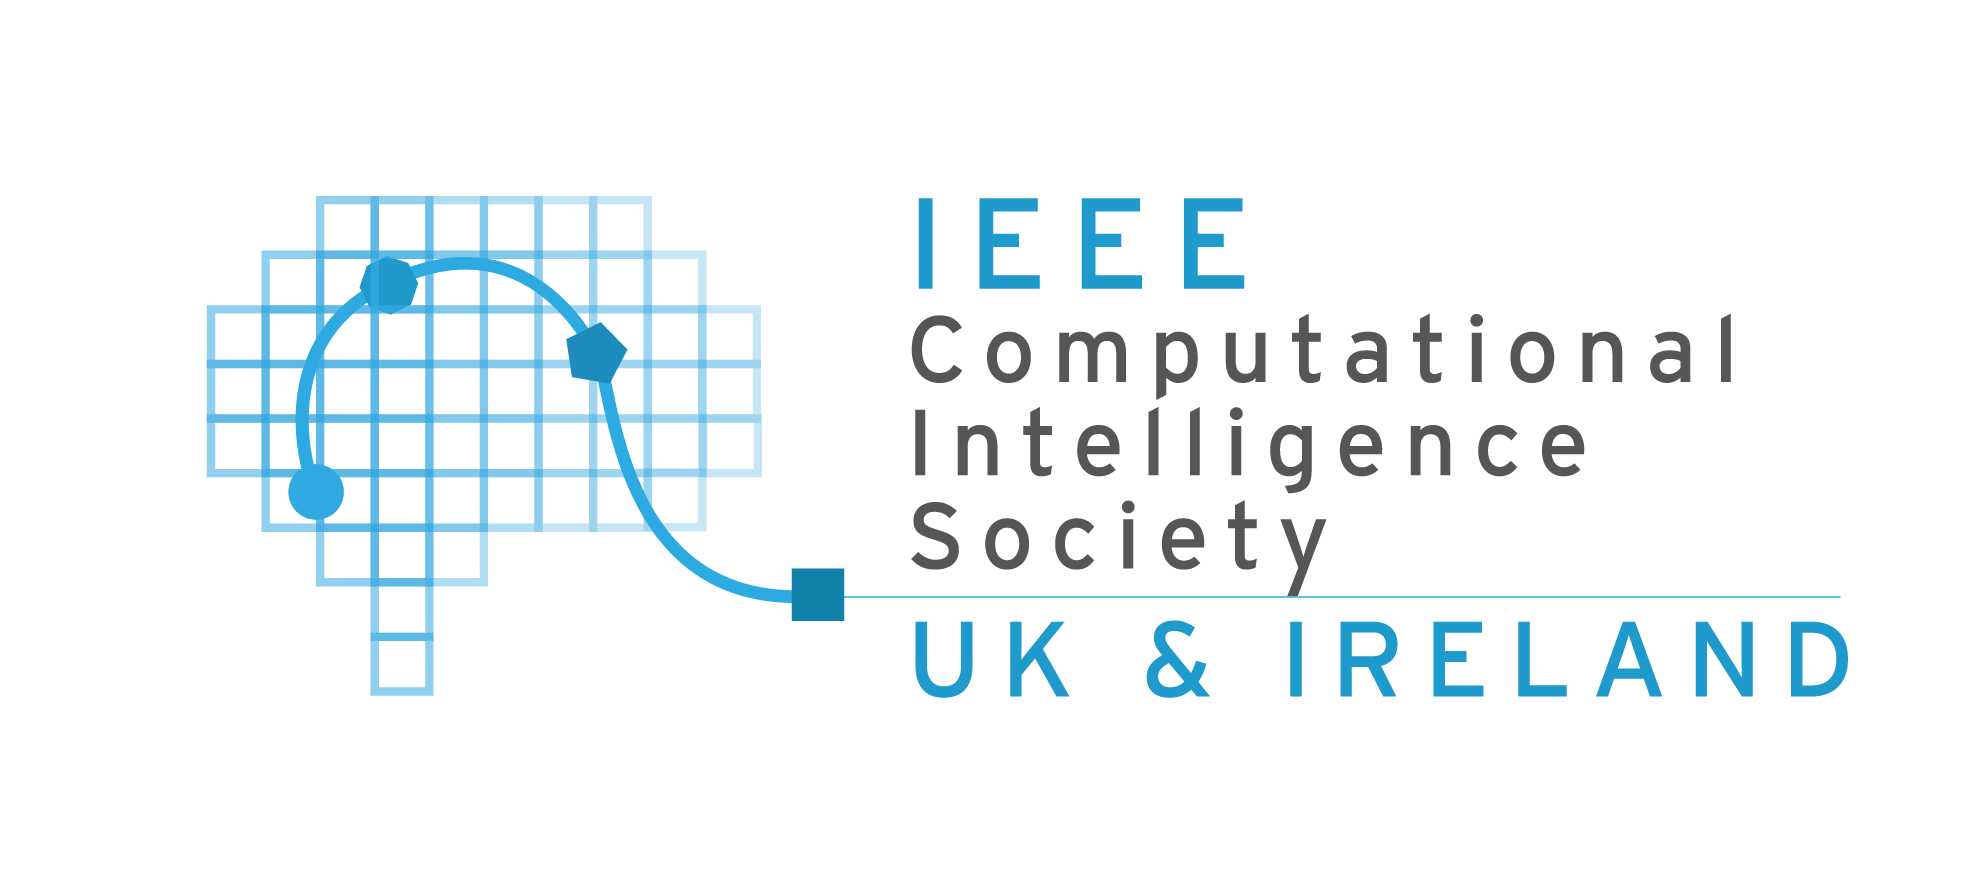 IEEE
Computational
Intelligence
Society
UK & IRELAND